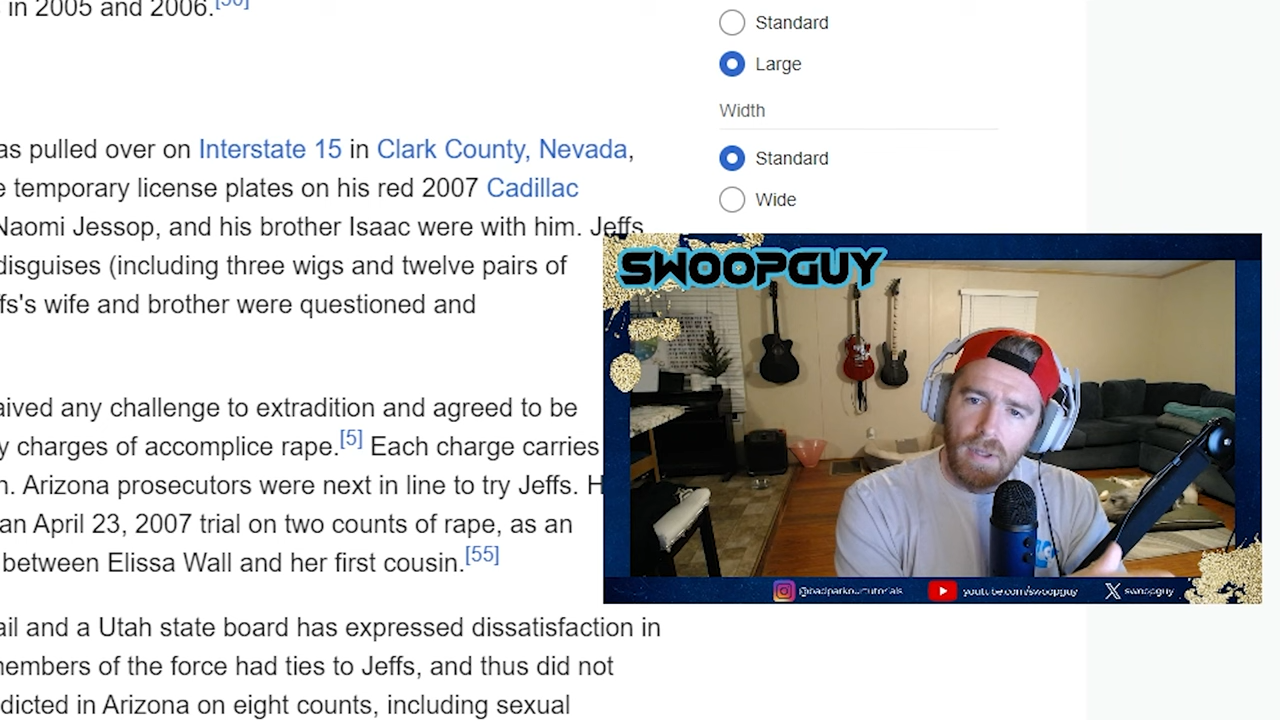 in 2005 and 2006.[50]
Standard
Large
Width
Standard
Wide
as pulled over on Interstate 15 in Clark County, Nevada,
e temporary license plates on his red 2007 Cadillac
Naomi Jessop, and his brother Isaac were with him. Jeffs
disguises (including three wigs and twelve pairs of
fs's wife and brother were questioned and
aived any challenge to extradition and agreed to be
y charges of accomplice rape.[5] Each charge carries
n. Arizona prosecutors were next in line to try Jeffs. H
an April 23, 2007 trial on two counts of rape, as an
between Elissa Wall and her first cousin.[55]
ail and a Utah state board has expressed dissatisfaction in
members of the force had ties to Jeffs, and thus did not
dicted in Arizona on eight counts, including sexual
SWOOPGUY
@badparkourtutorials
youtube.com/swoopguy
swoopguy